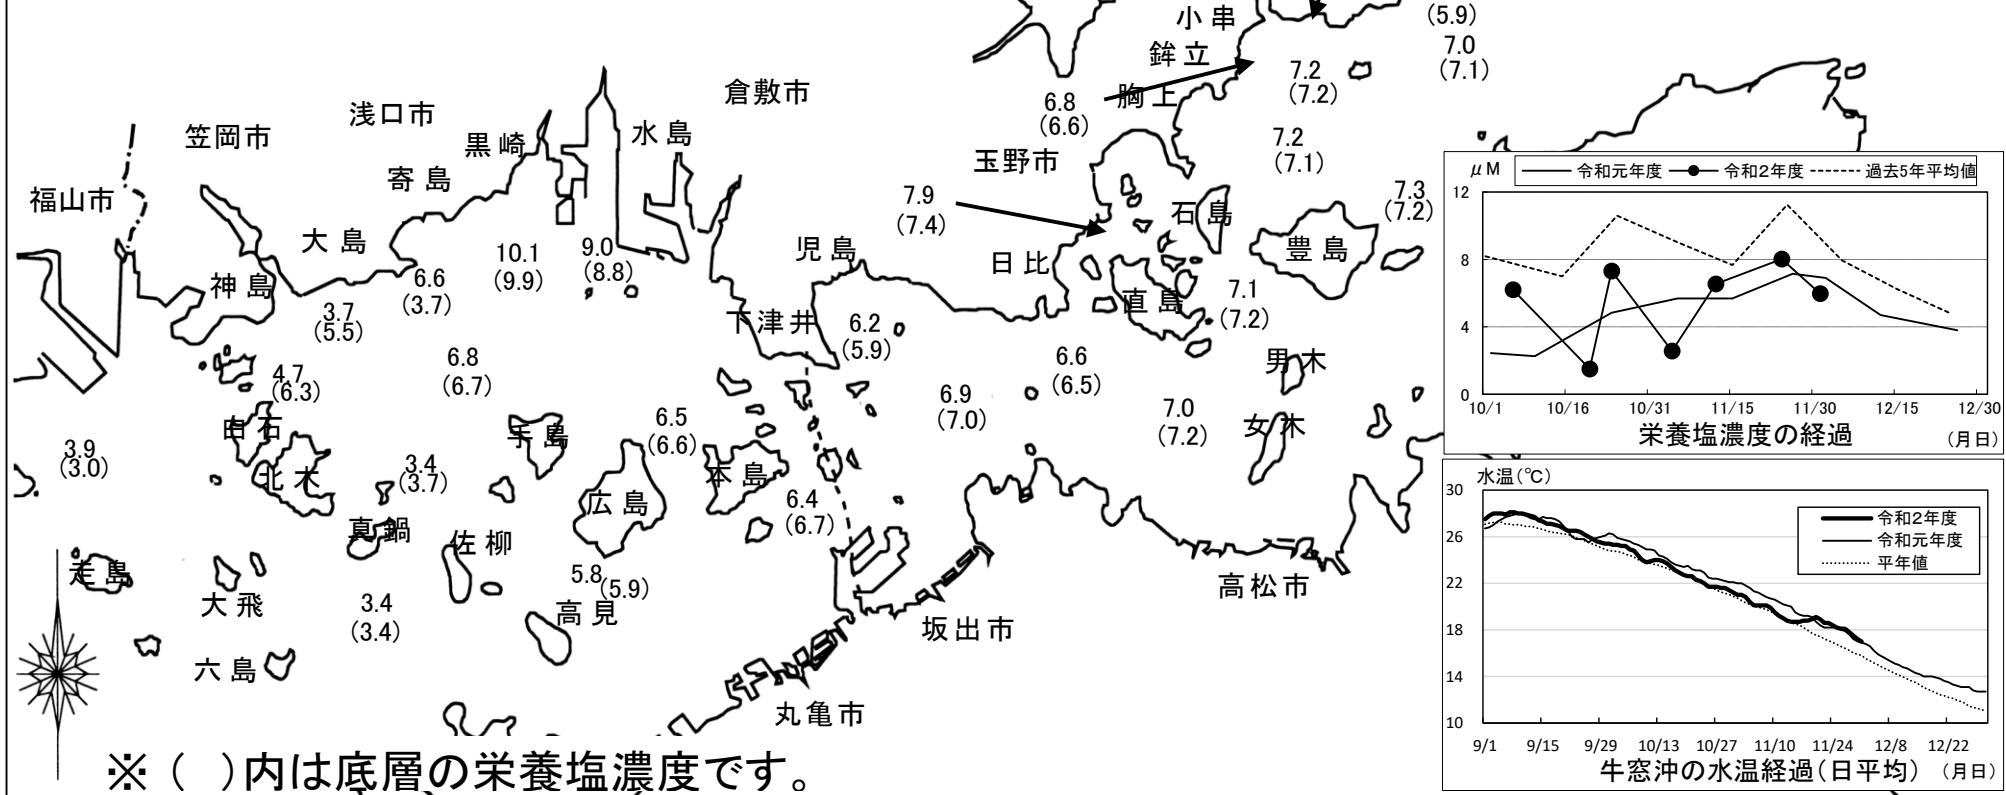 小串
(5.9)
鉾立
7.0
(7.1)
7.2
(7.2)
倉敷市
6.8
(6.6)
胸上
浅口市
笠岡市
黒崎
水島
7.2
(7.1)
玉野市
寄島
福山市
7.9
(7.4)
石島
7.3
(7.2)
大島
10.1
(9.9)
9.0
(8.8)
児島
日比
豊島
神島
6.6
(3.7)
直島
7.1
(7.2)
3.7
(5.5)
下津井
6.2
(5.9)
6.8
(6.7)
6.6
(6.5)
男木
4.7
(6.3)
6.9
(7.0)
7.0
(7.2)
白石
手島
6.5
(6.6)
女木
3.9
(3.0)
北木
3.4
(3.7)
本島
広島
6.4
(6.7)
真鍋
佐柳
走島
5.8
(5.9)
高松市
大飛
3.4
(3.4)
高見
坂出市
六島
丸亀市
※( )内は底層の栄養塩濃度です。
μM
令和元年度 令和2年度 過去5年平均値
12
8
4
0
10/1 10/16 10/31 11/15 11/30 12/15 12/30
栄養塩濃度の経過 (月日)
水温(℃)
30
26
22
18
14
10
令和2年度
令和元年度
平年値
9/1 9/15 9/29 10/13 10/27 11/10 11/24 12/8 12/22
牛窓沖の水温経過(日平均) (月日)